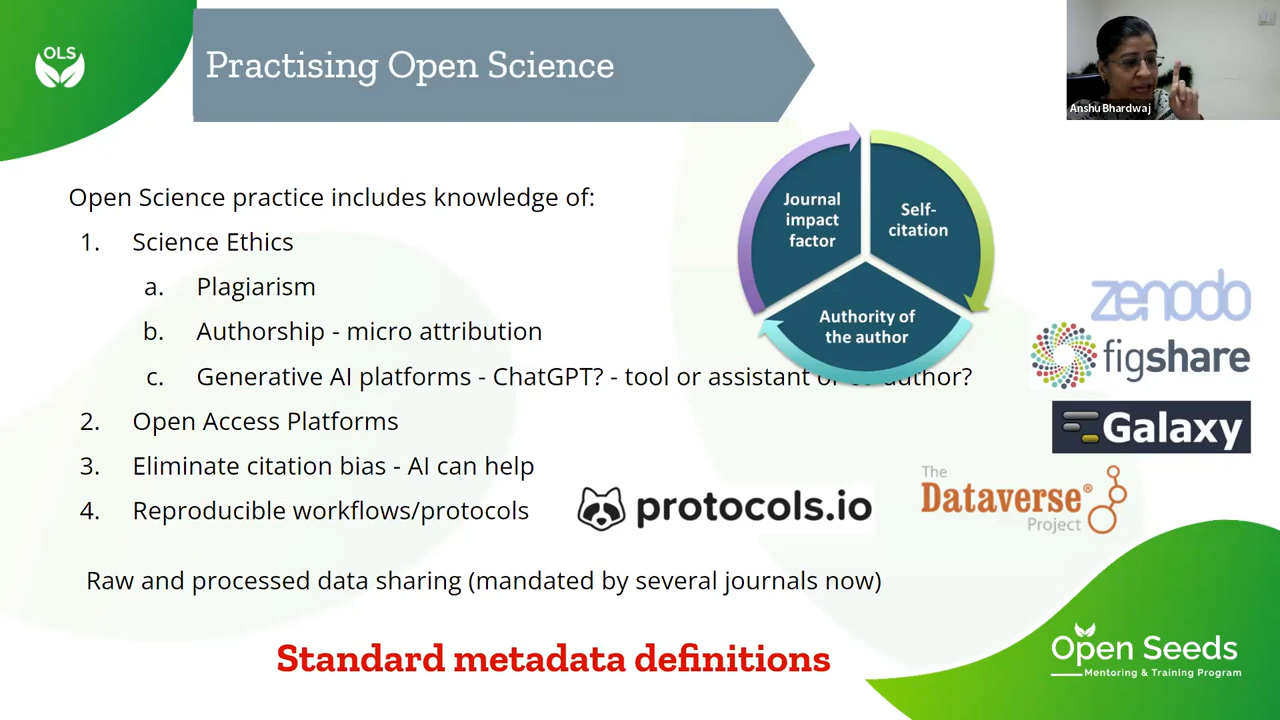 OLS
Practising Open Science
Anshu Bhardwaj
Open Science practice includes knowledge of:
1. Science Ethics
a. Plagiarism
b. Authorship - micro attribution
c. Generative AI platforms - ChatGPT? - tool or assistant or co-author?
2. Open Access Platforms
3. Eliminate citation bias - AI can help
4. Reproducible workflows/protocols
Raw and processed data sharing (mandated by several journals now)
Standard metadata definitions
Journal
impact
factor
Self-
citation
Authority of
the author
zenodo
figshare
Galaxy
protocols.io
The
Dataverse®
Project
Open Seeds
Mentoring & Training Program